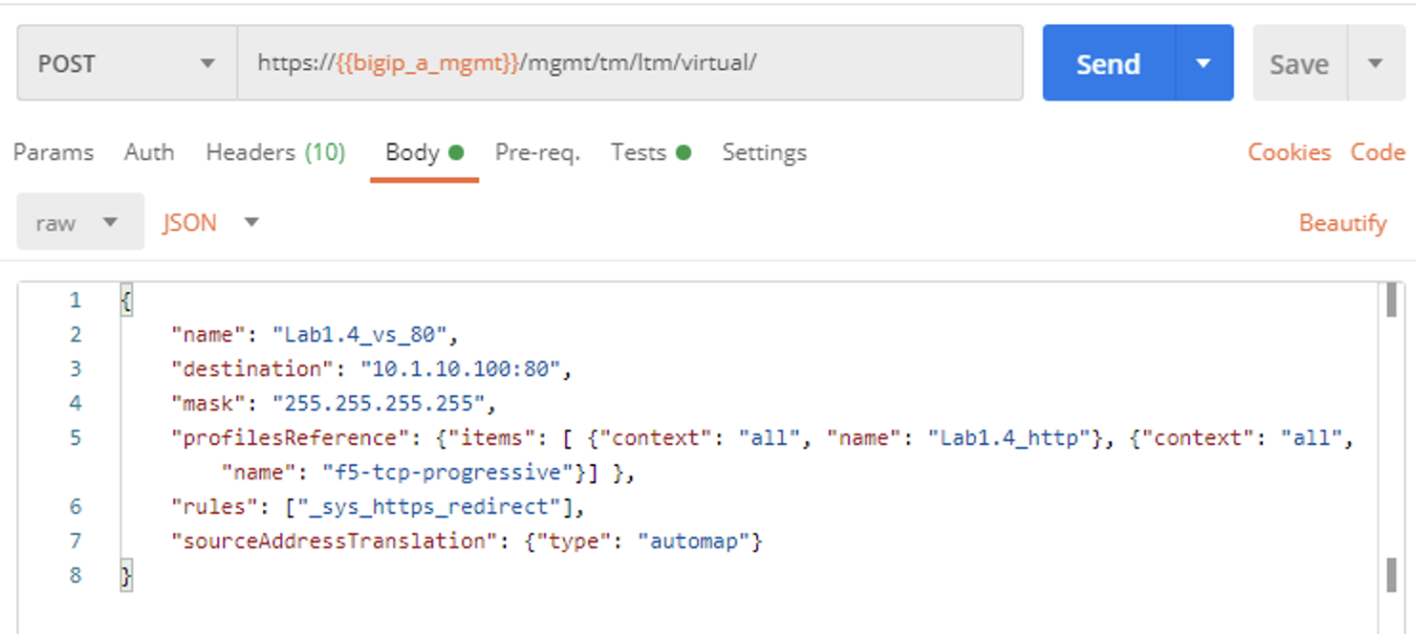 POST https://{{bigip_a_mgmt}}/mgmt/tm/ltm/virtual/ Send Save
Params Auth Headers (10) Body Pre-req. Tests Settings Cookies Code
raw JSON Beautify
1 {
2 "name": "Lab1.4_vs_80",
3 "destination": "10.1.10.100:80",
4 "mask": "255.255.255.255",
5 "profilesReference": {"items": [ {"context": "all", "name": "Lab1.4_http"}, {"context": "all",
"name": "f5-tcp-progressive"}] },
6 "rules": ["_sys_https_redirect"],
7 "sourceAddressTranslation": {"type": "automap"}
8 }